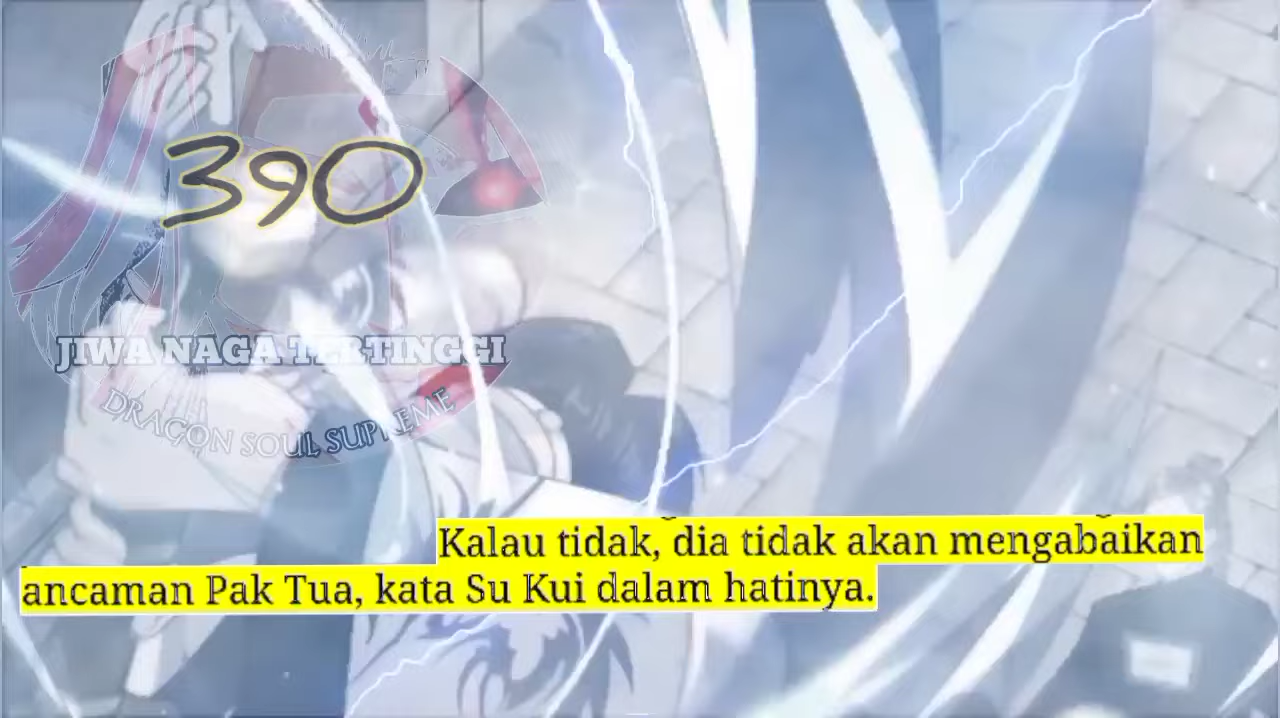 390
JIWA NAGA TERTINGGI
DRAGON SOUL SUPREME
Kalau tidak, dia tidak akan mengabaikan
ancaman Pak Tua, kata Su Kui dalam hatinya.